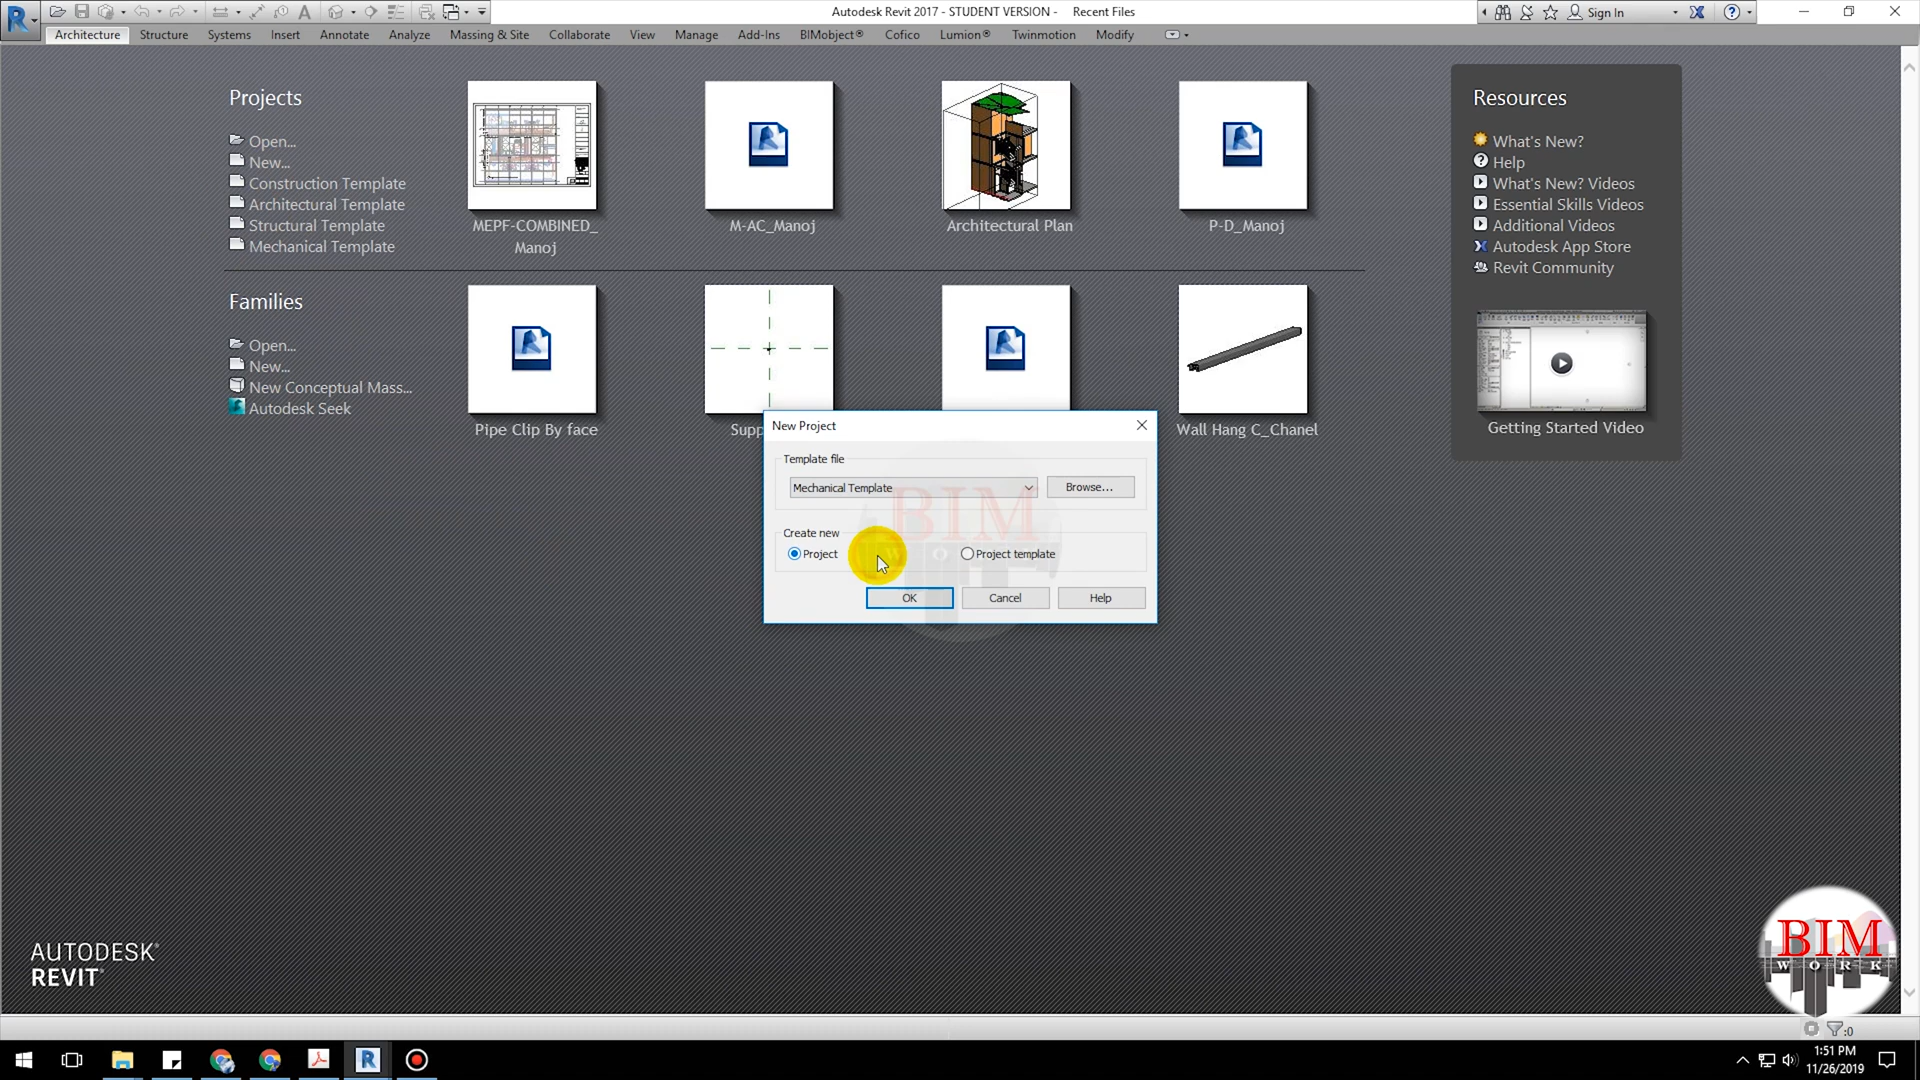 Autodesk Revit 2017 - STUDENT VERSION - Recent Files
Sign In
Architecture Structure Systems Insert Annotate Analyze Massing & Site Collaborate View Manage Add-Ins BIMobject® Cofico Lumion® Twinmotion Modify
Projects
Open...
New...
Construction Template
Architectural Template
Structural Template
Mechanical Template
MEPF-COMBINED_
Manoj
M-AC_Manoj
Architectural Plan
P-D_Manoj
Resources
What's New?
Help
What's New? Videos
Essential Skills Videos
Additional Videos
Autodesk App Store
Revit Community
Getting Started Video
Families
Open...
New...
New Conceptual Mass...
Autodesk Seek
Pipe Clip By face
Supp
Wall Hang C_Chanel
New Project
Template file
Mechanical Template
Browse...
Create new
Project
Project template
OK
Cancel
Help
BIM
AUTODESK®
REVIT®
BIM
WORK
:0
1:51 PM
11/26/2019